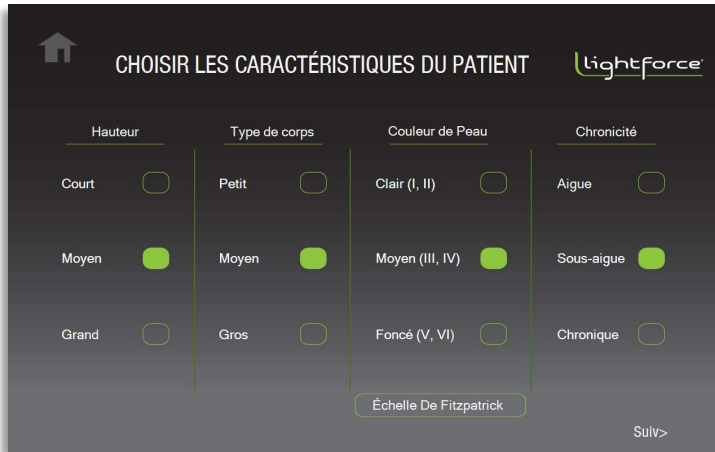 CHOISIR LES CARACTÉRISTIQUES DU PATIENT
lightforce
Hauteur Type de corps Couleur de Peau Chronicité
Court Petit Clair (I, II) Aigue
Moyen Moyen Moyen (III, IV) Sous-aigue
Grand Gros Foncé (V, VI) Chronique
Échelle De Fitzpatrick
Suiv>